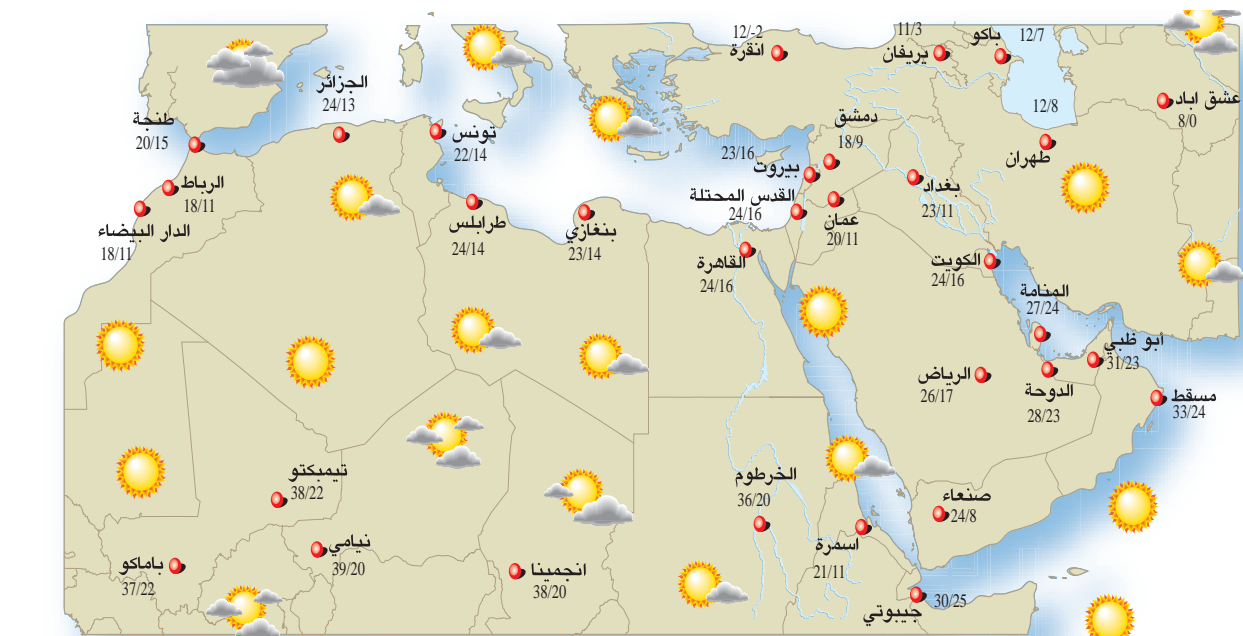 12/-2
انقرة
11/3
يريفان
باكو
12/7
12/8
طهران
عشق اباد
8/0
الجزائر
24/13
طنجة
20/15
الرباط
18/11
الدار البيضاء
18/11
تونس
22/14
طرابلس
24/14
بنغازي
23/14
23/16
بيروت
دمشق
18/9
القدس المحتلة
24/16
عمان
20/11
بغداد
23/11
القاهرة
24/16
الكويت
24/16
المنامة
27/24
أبو ظبي
31/23
الرياض
26/17
الدوحة
28/23
مسقط
33/24
تيمبكتو
38/22
نيامي
39/20
باماكو
37/22
انجمينا
38/20
الخرطوم
36/20
صنعاء
24/8
اسمرة
21/11
جيبوتي
30/25